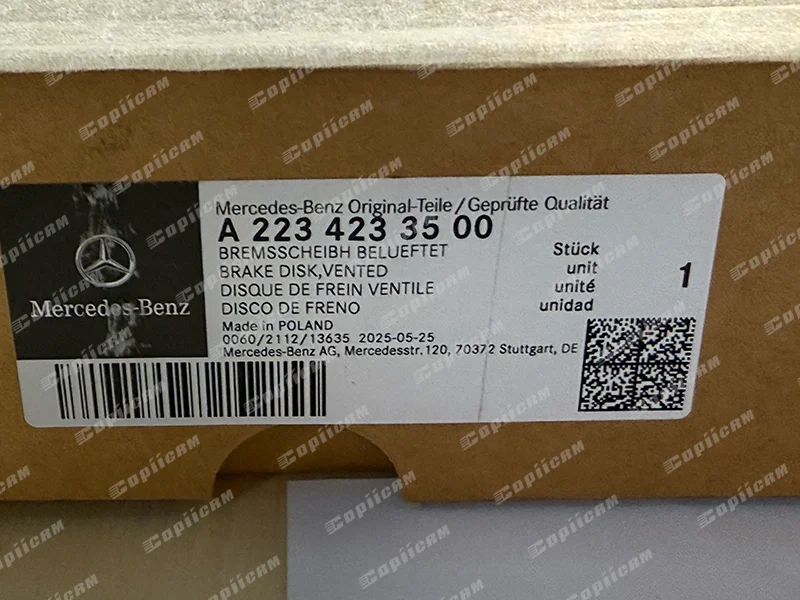 Mercedes-Benz Original-Teile/Geprüfte Qualität
A 223 423 35 00
BREMSSCHEIBH BELUEFTET
BRAKE DISK,VENTED
DISQUE DE FREIN VENTILE
DISCO DE FRENO
Stück
unit
unité
unidad
1
Made in POLAND
0060/2112/13635 2025-05-25
Mercedes-Benz AG, Mercedesstr.120, 70372 Stuttgart, DE
Mercedes-Benz
Copiicam